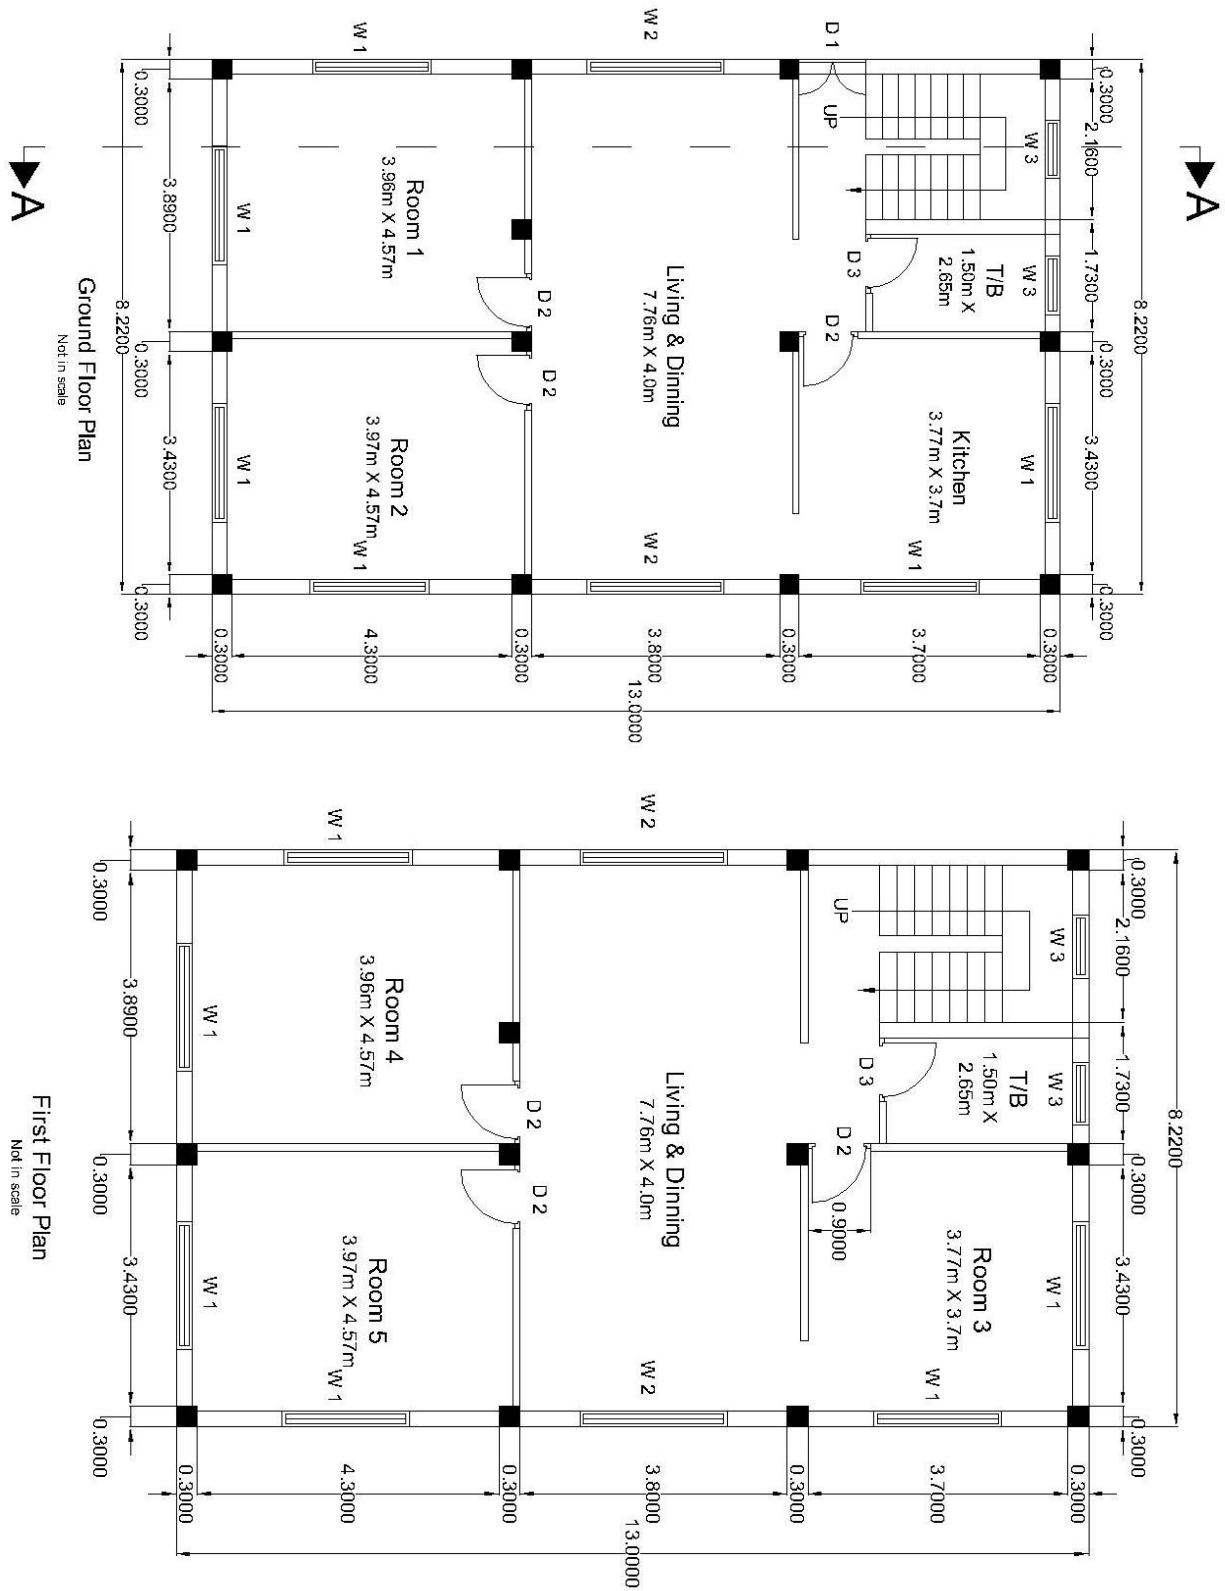 A
8.2200
0.3000
2.1600
1.7300
0.3000
3.4300
0.3000
0.3000
W 3
W 3
W 1
T/B
1.50m X
2.65m
Kitchen
3.77m X 3.7m
W 1
3.7000
D 1
UP
D 3
D 2
0.3000
Living & Dinning
7.76m X 4.0m
W 2
W 2
3.8000
13.0000
D 2
D 2
0.3000
Room 1
3.96m X 4.57m
Room 2
3.97m X 4.57m
W 1
W 1
4.3000
W 1
W 1
0.3000
0.3000
3.8900
0.3000
3.4300
0.3000
8.2200
A
Ground Floor Plan
Not in scale
8.2200
0.3000
2.1600
1.7300
0.3000
3.4300
0.3000
0.3000
W 3
W 3
W 1
T/B
1.50m X
2.65m
Room 3
3.77m X 3.7m
W 1
3.7000
UP
D 3
D 2
0.9000
0.3000
Living & Dinning
7.76m X 4.0m
W 2
W 2
3.8000
13.0000
D 2
D 2
0.3000
Room 4
3.96m X 4.57m
Room 5
3.97m X 4.57m
W 1
W 1
4.3000
W 1
W 1
0.3000
0.3000
3.8900
0.3000
3.4300
0.3000
First Floor Plan
Not in scale